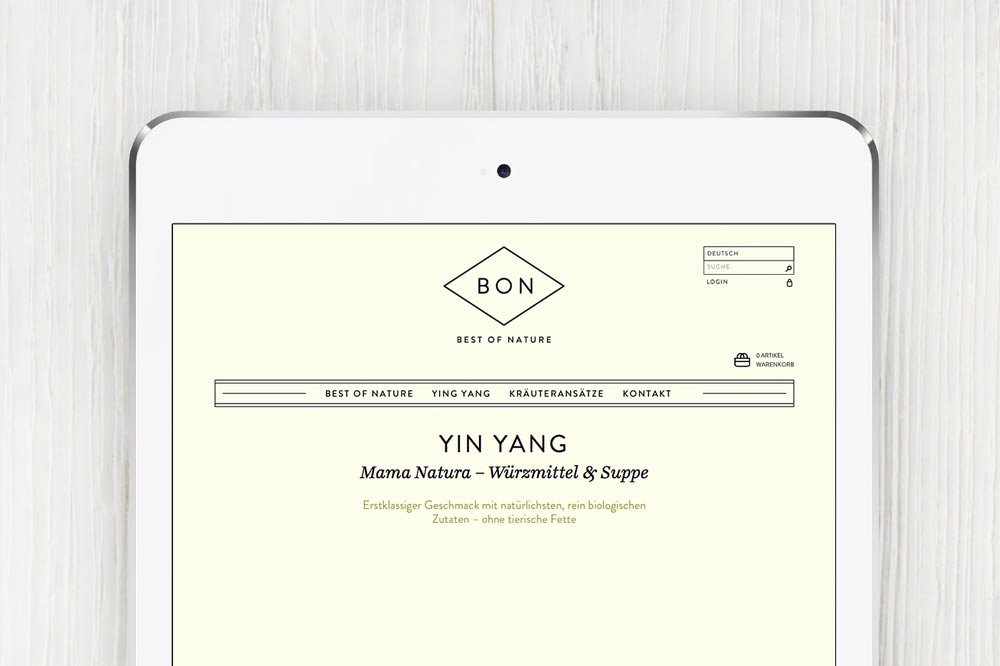 BON
BEST OF NATURE
DEUTSCH
SUCHE:
LOGIN
0 ARTIKEL
WARENKORB
BEST OF NATURE YING YANG KRÄUTERANSÄTZE KONTAKT
YIN YANG
Mama Natura – Würzmittel & Suppe
Erstklassiger Geschmack mit natürlichsten, rein biologischen
Zutaten – ohne tierische Fette